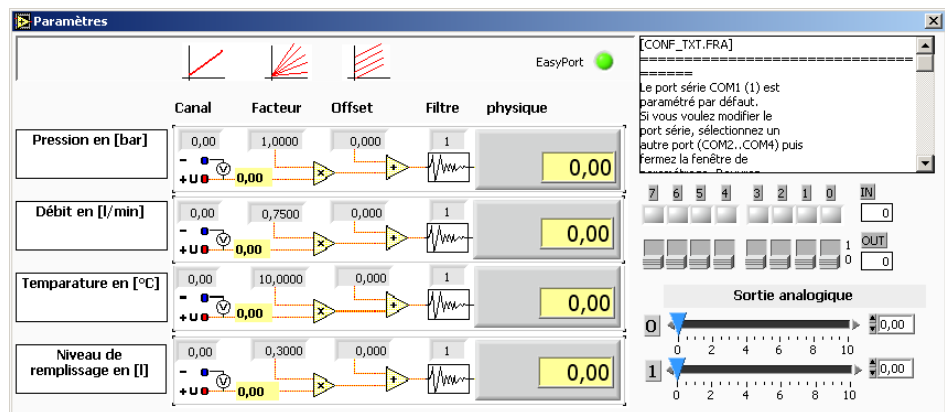 Paramètres
EasyPort
Canal Facteur Offset Filtre physique
Pression en [bar]
0,00 1,0000 0,000 1
- V
+ U 0,00 x + 0,00
Débit en [l/min]
0,00 0,7500 0,000 1
- V
+ U 0,00 x + 0,00
Temparature en [°C]
0,00 10,0000 0,000 1
- V
+ U 0,00 x + 0,00
Niveau de
remplissage en [l]
0,00 0,3000 0,000 1
- V
+ U 0,00 x + 0,00
[CONF_TXT.FRA]
==================================
======
Le port série COM1 (1) est
paramétré par défaut.
Si vous voulez modifier le
port série, sélectionnez un
autre port (COM2..COM4) puis
fermez la fenêtre de
7 6 5 4 3 2 1 0 IN
0
OUT
1
0 0
Sortie analogique
0 0,00
0 2 4 6 8 10
1 0,00
0 2 4 6 8 10